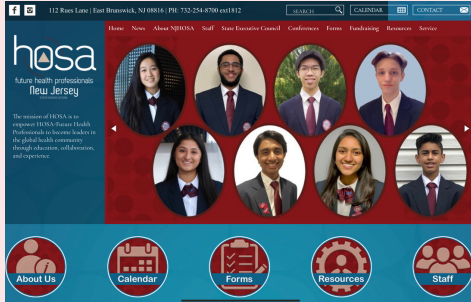 112 Rues Lane | East Brunswick, NJ 08816 | PH: 732-254-8700 ext1812
SEARCH
CALENDAR
CONTACT
Home News About NJHOSA Staff State Executive Council Conferences Forms Fundraising Resources Service
hosa
future health professionals
New Jersey
The mission of HOSA is to
empower HOSA-Future Health
Professionals to become leaders in
the global health community
through education, collaboration,
and experience.
About Us
Calendar
Forms
Resources
Staff